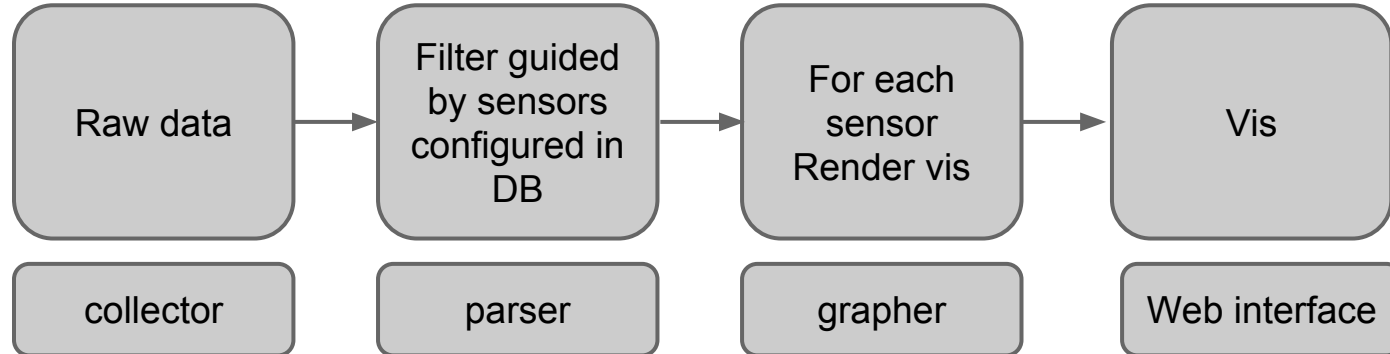 Raw data
Filter guided
by sensors
configured in
DB
For each
sensor
Render vis
Vis
collector
parser
grapher
Web interface